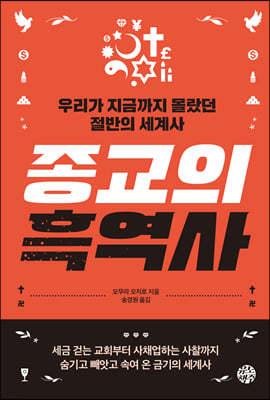 우리가 지금까지 몰랐던
절반의 세계사
종교의
흑역사
오무라 오지로 지음
송경원 옮김
세금 걷는 교회부터 사채업하는 사찰까지
숨기고 빼앗고 속여 온 금기의 세계사